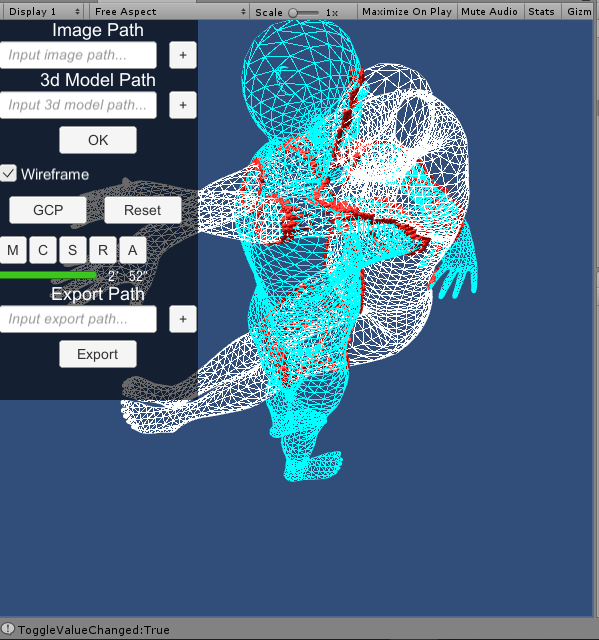 Display 1 Free Aspect Scale 1x Maximize On Play Mute Audio Stats Gizm
Image Path
Input image path... +
3d Model Path
Input 3d model path... +
OK
Wireframe
GCP Reset
M C S R A
2' 52"
Export Path
Input export path... +
Export
ToggleValueChanged:True